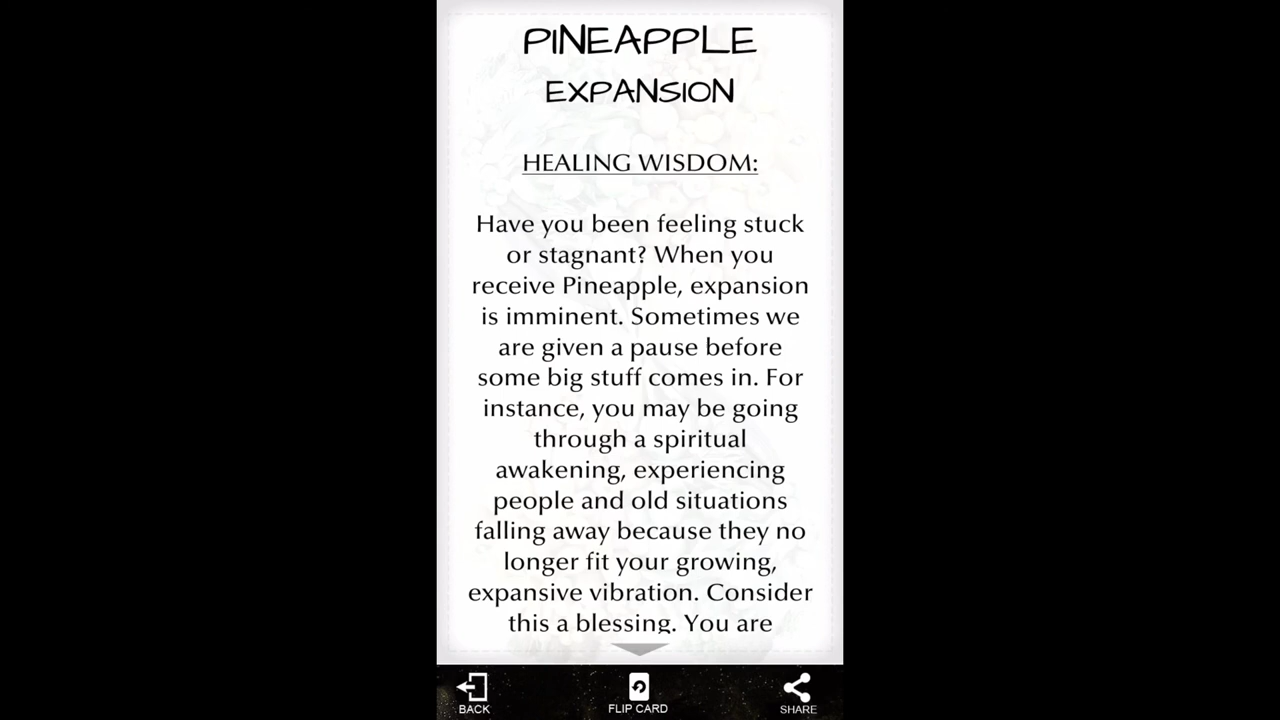 PINEAPPLE
EXPANSION
HEALING WISDOM:
Have you been feeling stuck
or stagnant? When you
receive Pineapple, expansion
is imminent. Sometimes we
are given a pause before
some big stuff comes in. For
instance, you may be going
through a spiritual
awakening, experiencing
people and old situations
falling away because they no
longer fit your growing,
expansive vibration. Consider
this a blessing. You are
BACK
FLIP CARD
SHARE